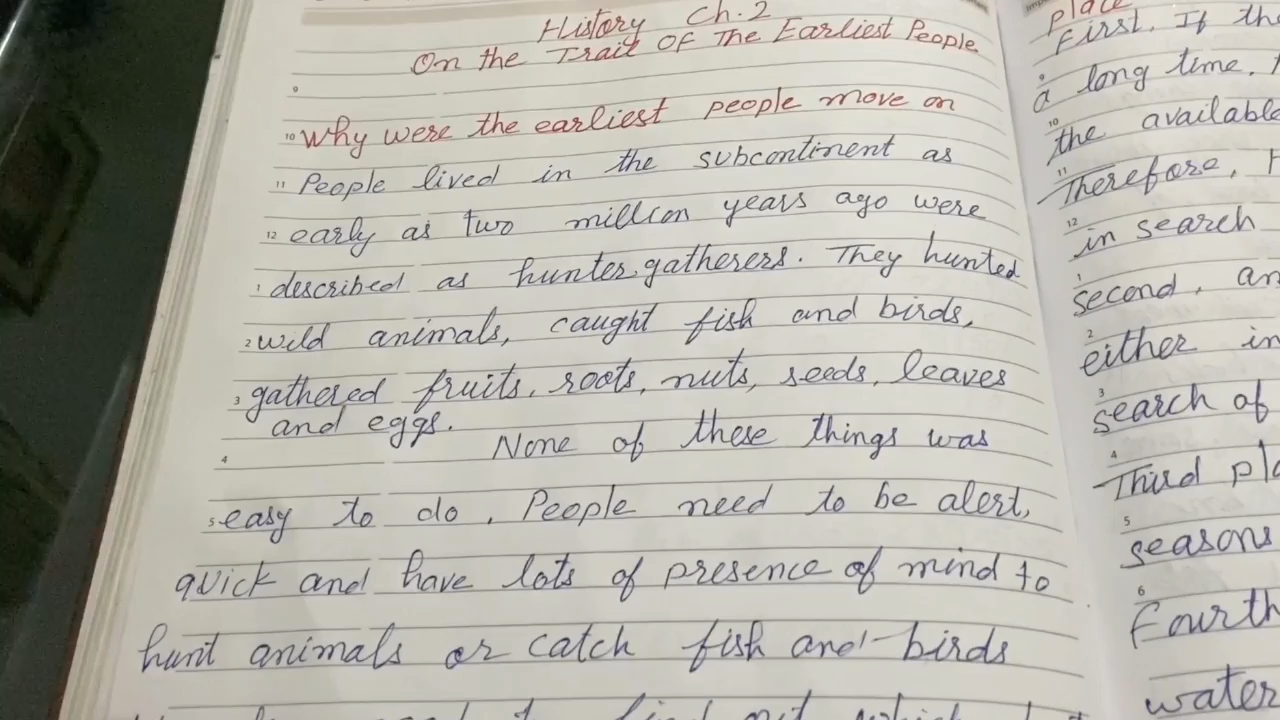 History Ch.2
On the Trail Of The Earliest People
Why were the earliest people move on
People lived in the subcontinent as
early as two million years ago were
described as hunter gatherers. They hunted
wild animals, caught fish and birds,
gathered fruits, roots, nuts, seeds, leaves
and eggs.
None of these things was
easy to do. People need to be alert,
quick and have lots of presence of mind to
hunt animals or catch fish and birds
find out which
place
First, If the
a long time,
the available
Therefore,
in search
second, an
either in
search of
Third pla
seasons
Fourth
water